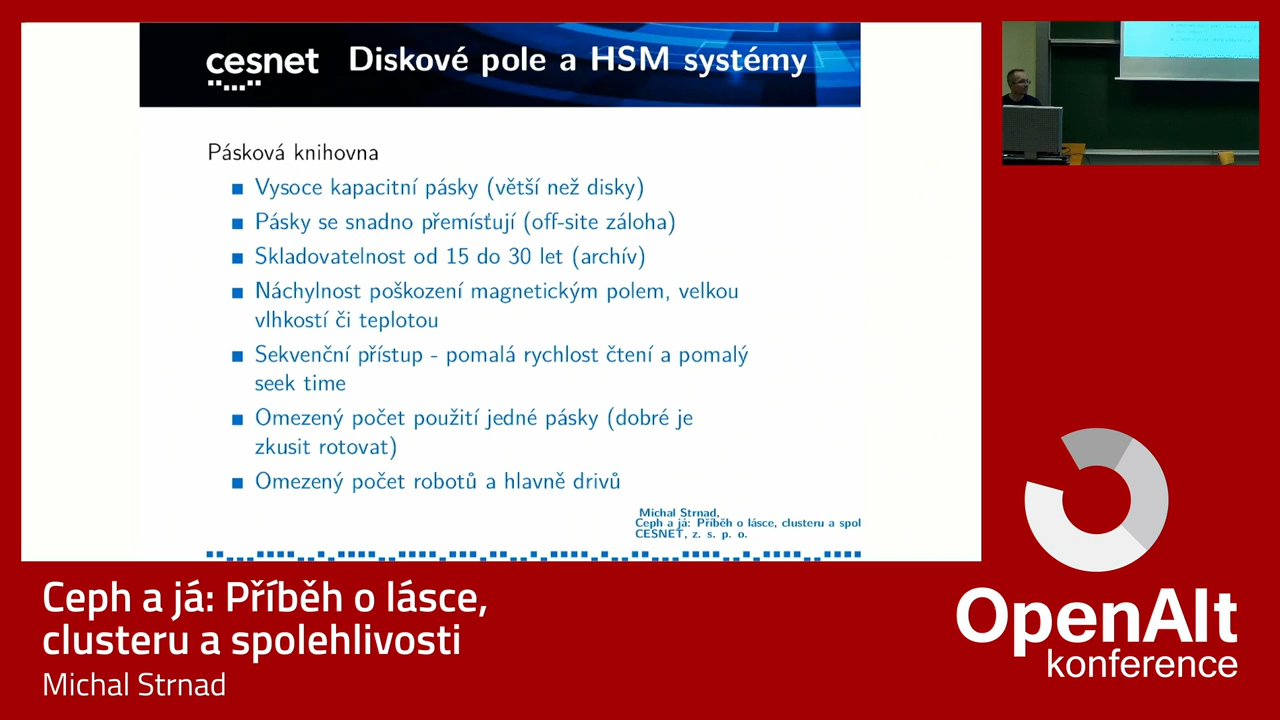 cesnet
Diskové pole a HSM systémy
Pásková knihovna
Vysoce kapacitní pásky (větší než disky)
Pásky se snadno přemísťují (off-site záloha)
Skladovatelnost od 15 do 30 let (archív)
Náchylnost poškození magnetickým polem, velkou
vlhkostí či teplotou
Sekvenční přístup - pomalá rychlost čtení a pomalý
seek time
Omezený počet použití jedné pásky (dobré je
zkusit rotovat)
Omezený počet robotů a hlavně drivů
Michal Strnad,
Ceph a já: Příběh o lásce, clusteru a spol
CESNET, z. s. p. o.
Ceph a já: Příběh o lásce,
clusteru a spolehlivosti
Michal Strnad
OpenAlt
konference